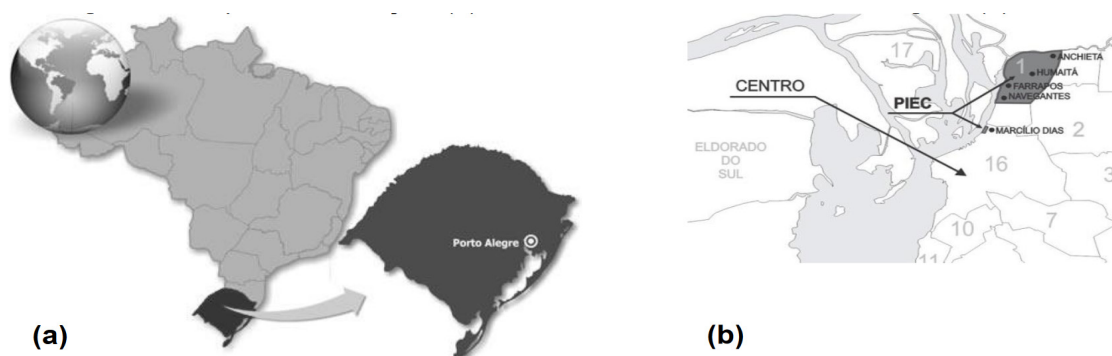 Porto Alegre
(a)
17
1
ANCHIETA
HUMAITÁ
FARRAPOS
NAVEGANTES
CENTRO
PIEC
MARCÍLIO DIAS
2
ELDORADO
DO
SUL
16
3
7
10
11
(b)